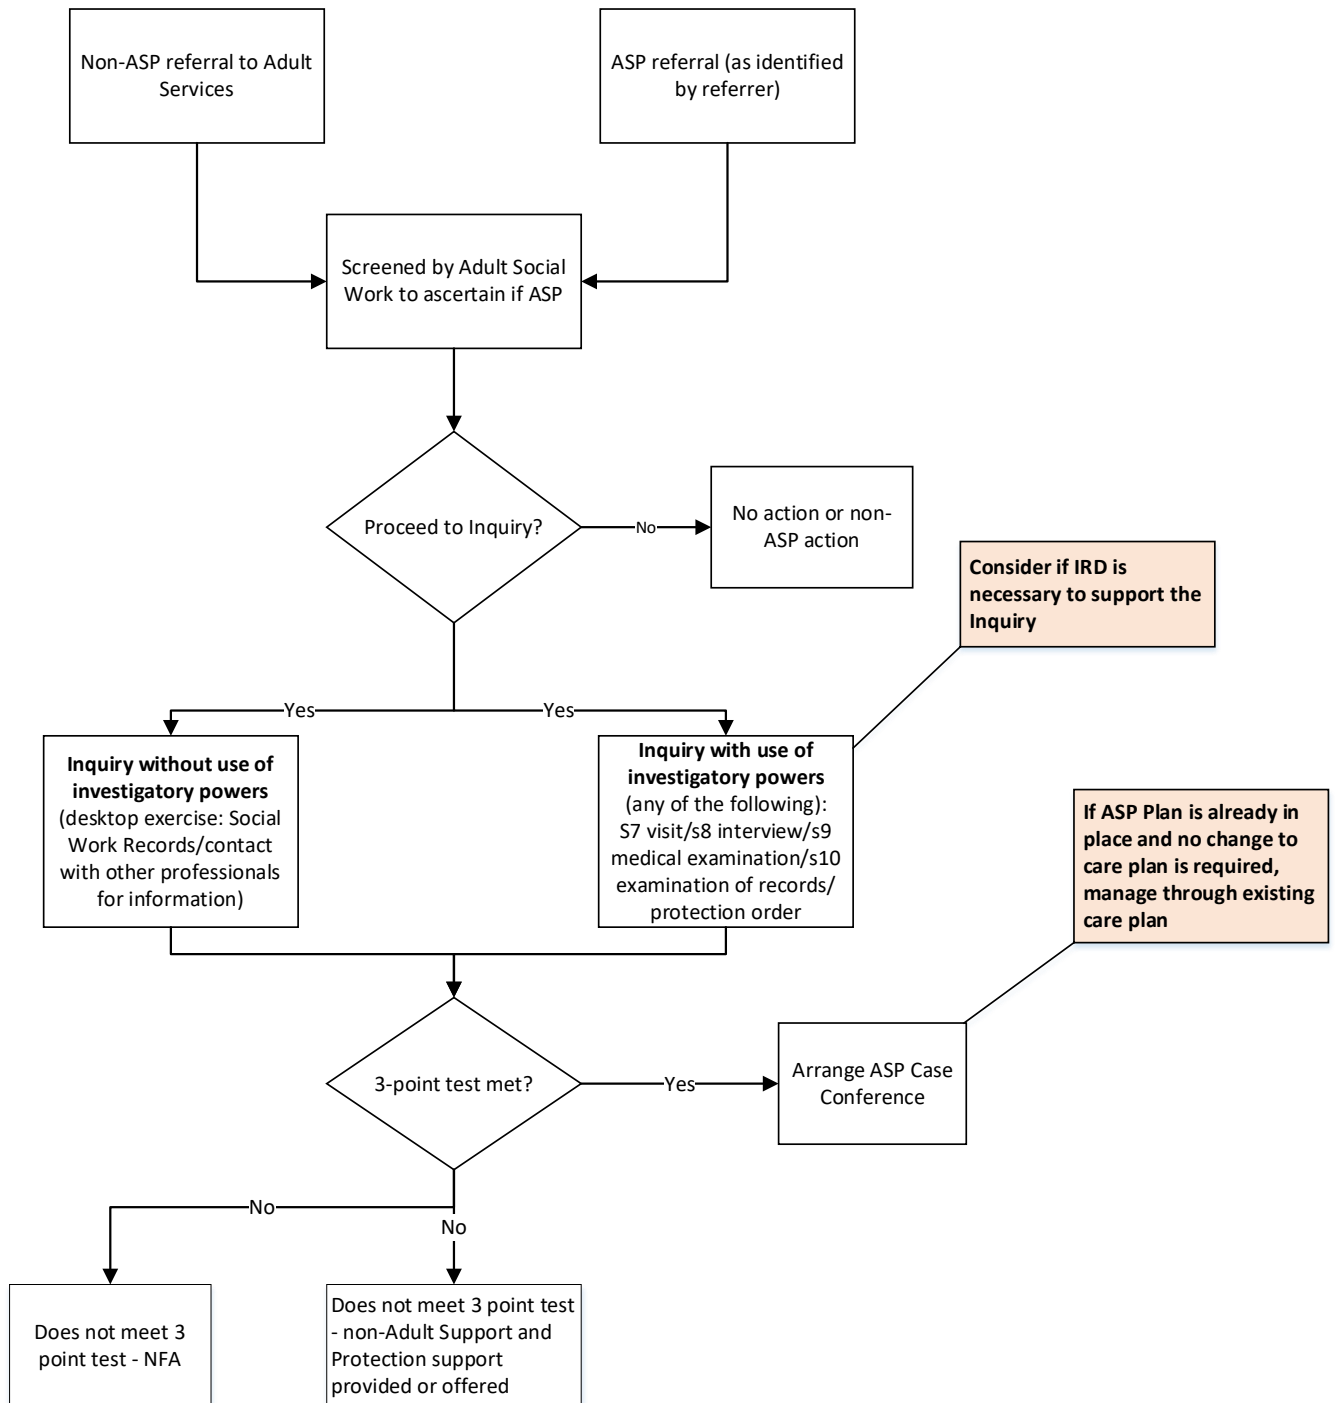 Non-ASP referral to Adult
Services
ASP referral (as identified
by referrer)
Screened by Adult Social
Work to ascertain if ASP
Proceed to Inquiry?
No
No action or non-
ASP action
Consider if IRD is
necessary to support the
Inquiry
Yes
Yes
Inquiry without use of
investigatory powers
(desktop exercise: Social
Work Records/contact
with other professionals
for information)
Inquiry with use of
investigatory powers
(any of the following):
S7 visit/s8 interview/s9
medical examination/s10
examination of records/
protection order
If ASP Plan is already in
place and no change to
care plan is required,
manage through existing
care plan
3-point test met?
Yes
Arrange ASP Case
Conference
No
No
Does not meet 3
point test - NFA
Does not meet 3 point test
- non-Adult Support and
Protection support
provided or offered